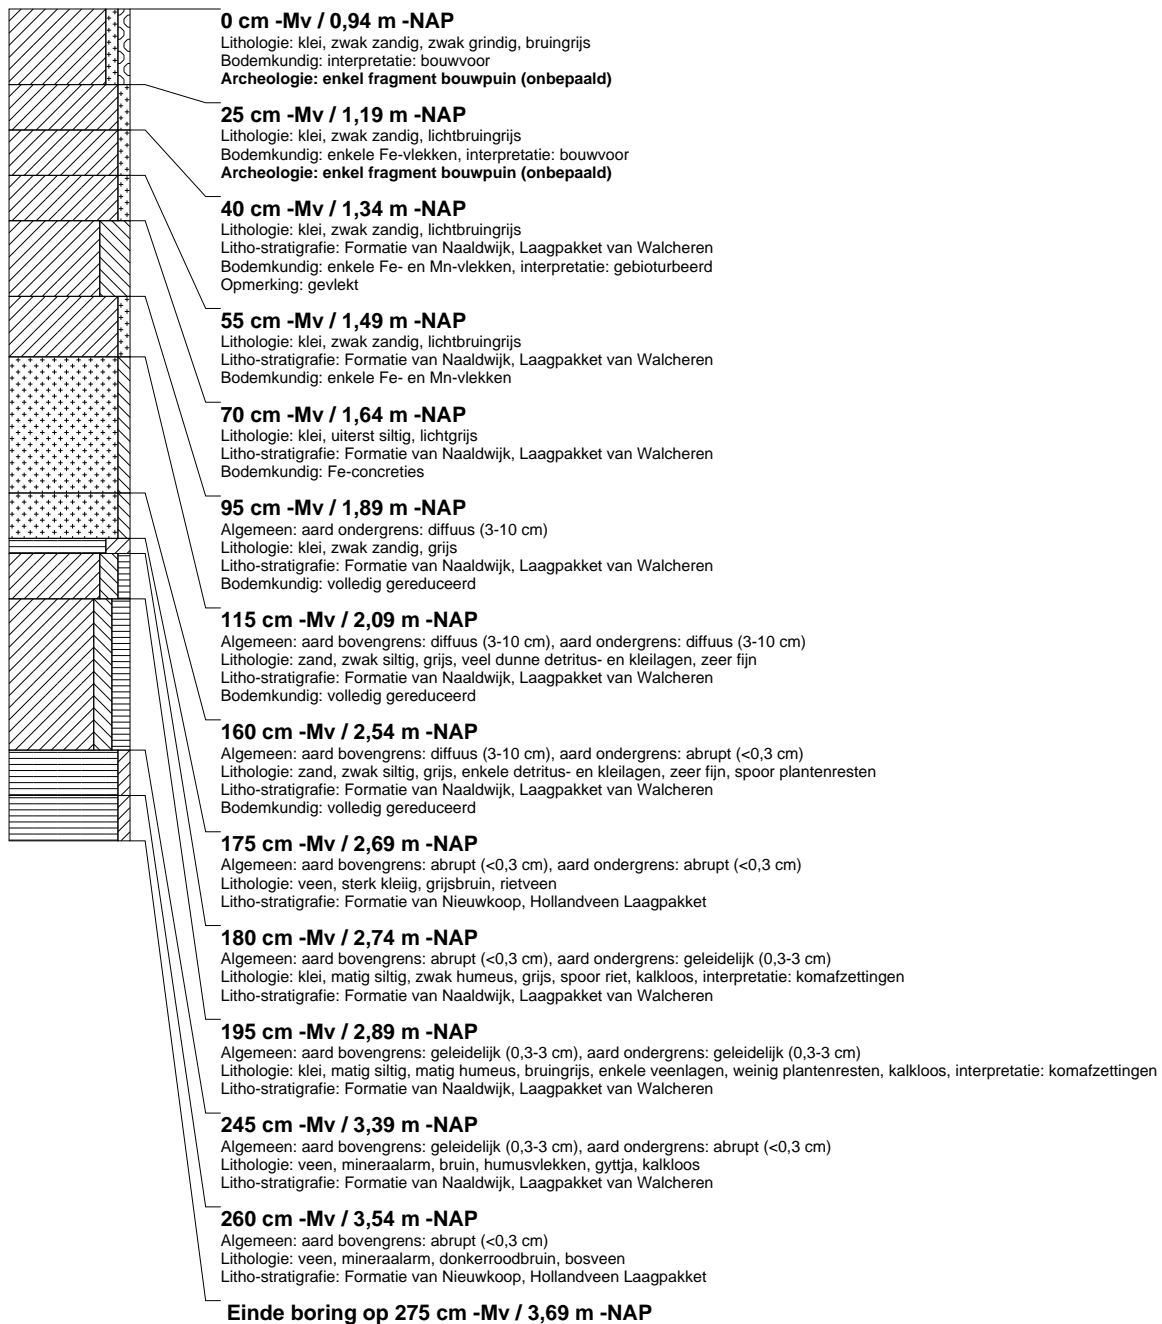 0 cm -Mv / 0,94 m -NAP
Lithologie: klei, zwak zandig, zwak grindig, bruingrijs
Bodemkundig: interpretatie: bouwvoor
Archeologie: enkel fragment bouwpuin (onbepaald)
25 cm -Mv / 1,19 m -NAP
Lithologie: klei, zwak zandig, lichtbruingrijs
Bodemkundig: enkele Fe-vlekken, interpretatie: bouwvoor
Archeologie: enkel fragment bouwpuin (onbepaald)
40 cm -Mv / 1,34 m -NAP
Lithologie: klei, zwak zandig, lichtbruingrijs
Litho-stratigrafie: Formatie van Naaldwijk, Laagpakket van Walcheren
Bodemkundig: enkele Fe- en Mn-vlekken, interpretatie: gebioturbeerd
Opmerking: gevlekt
55 cm -Mv / 1,49 m -NAP
Lithologie: klei, zwak zandig, lichtbruingrijs
Litho-stratigrafie: Formatie van Naaldwijk, Laagpakket van Walcheren
Bodemkundig: enkele Fe- en Mn-vlekken
70 cm -Mv / 1,64 m -NAP
Lithologie: klei, uiterst siltig, lichtgrijs
Litho-stratigrafie: Formatie van Naaldwijk, Laagpakket van Walcheren
Bodemkundig: Fe-concreties
95 cm -Mv / 1,89 m -NAP
Algemeen: aard ondergrens: diffuus (3-10 cm)
Lithologie: klei, zwak zandig, grijs
Litho-stratigrafie: Formatie van Naaldwijk, Laagpakket van Walcheren
Bodemkundig: volledig gereduceerd
115 cm -Mv / 2,09 m -NAP
Algemeen: aard bovengrens: diffuus (3-10 cm), aard ondergrens: diffuus (3-10 cm)
Lithologie: zand, zwak siltig, grijs, veel dunne detritus- en kleilagen, zeer fijn
Litho-stratigrafie: Formatie van Naaldwijk, Laagpakket van Walcheren
Bodemkundig: volledig gereduceerd
160 cm -Mv / 2,54 m -NAP
Algemeen: aard bovengrens: diffuus (3-10 cm), aard ondergrens: abrupt (<0,3 cm)
Lithologie: zand, zwak siltig, grijs, enkele detritus- en kleilagen, zeer fijn, spoor plantenresten
Litho-stratigrafie: Formatie van Naaldwijk, Laagpakket van Walcheren
Bodemkundig: volledig gereduceerd
175 cm -Mv / 2,69 m -NAP
Algemeen: aard bovengrens: abrupt (<0,3 cm), aard ondergrens: abrupt (<0,3 cm)
Lithologie: veen, sterk kleiig, grijsbruin, rietveen
Litho-stratigrafie: Formatie van Nieuwkoop, Hollandveen Laagpakket
180 cm -Mv / 2,74 m -NAP
Algemeen: aard bovengrens: abrupt (<0,3 cm), aard ondergrens: geleidelijk (0,3-3 cm)
Lithologie: klei, matig siltig, zwak humeus, grijs, spoor riet, kalkloos, interpretatie: komafzettingen
Litho-stratigrafie: Formatie van Naaldwijk, Laagpakket van Walcheren
195 cm -Mv / 2,89 m -NAP
Algemeen: aard bovengrens: geleidelijk (0,3-3 cm), aard ondergrens: geleidelijk (0,3-3 cm)
Lithologie: klei, matig siltig, matig humeus, bruingrijs, enkele veenlagen, weinig plantenresten, kalkloos, interpretatie: komafzettingen
Litho-stratigrafie: Formatie van Naaldwijk, Laagpakket van Walcheren
245 cm -Mv / 3,39 m -NAP
Algemeen: aard bovengrens: geleidelijk (0,3-3 cm), aard ondergrens: abrupt (<0,3 cm)
Lithologie: veen, mineraalarm, bruin, humusvlekken, gyttja, kalkloos
Litho-stratigrafie: Formatie van Naaldwijk, Laagpakket van Walcheren
260 cm -Mv / 3,54 m -NAP
Algemeen: aard bovengrens: abrupt (<0,3 cm)
Lithologie: veen, mineraalarm, donkerroodbruin, bosveen
Litho-stratigrafie: Formatie van Nieuwkoop, Hollandveen Laagpakket
Einde boring op 275 cm -Mv / 3,69 m -NAP